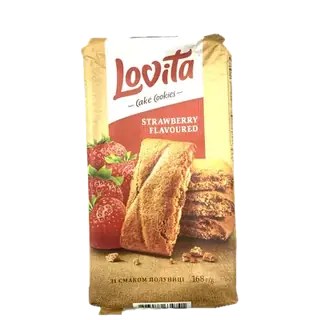 Lovita
Cake Cookies
STRAWBERRY
FLAVOURED
ЗІ СМАКОМ ПОЛУНИЦІ
168 г/g